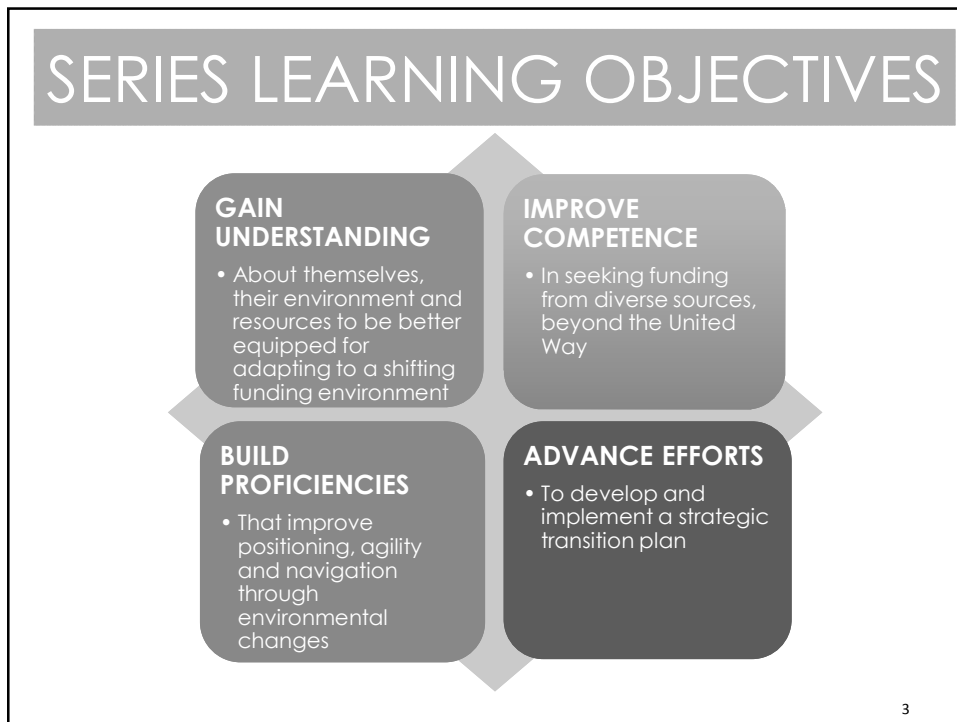 SERIES LEARNING OBJECTIVES
GAIN
UNDERSTANDING
• About themselves,
their environment and
resources to be better
equipped for
adapting to a shifting
funding environment
IMPROVE
COMPETENCE
• In seeking funding
from diverse sources,
beyond the United
Way
BUILD
PROFICIENCIES
• That improve
positioning, agility
and navigation
through
environmental
changes
ADVANCE EFFORTS
• To develop and
implement a strategic
transition plan
3